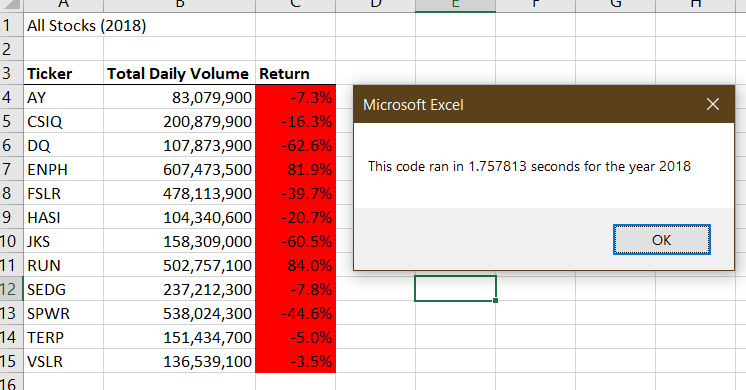 A B C D E F G H
1 All Stocks (2018)
2
3 Ticker Total Daily Volume Return
4 AY 83,079,900 -7.3%
5 CSIQ 200,879,900 -16.3%
6 DQ 107,873,900 -62.6%
7 ENPH 607,473,500 81.9%
8 FSLR 478,113,900 -39.7%
9 HASI 104,340,600 -20.7%
10 JKS 158,309,000 -60.5%
11 RUN 502,757,100 84.0%
12 SEDG 237,212,300 -7.8%
13 SPWR 538,024,300 -44.6%
14 TERP 151,434,700 -5.0%
15 VSLR 136,539,100 -3.5%
16
Microsoft Excel
This code ran in 1.757813 seconds for the year 2018
OK